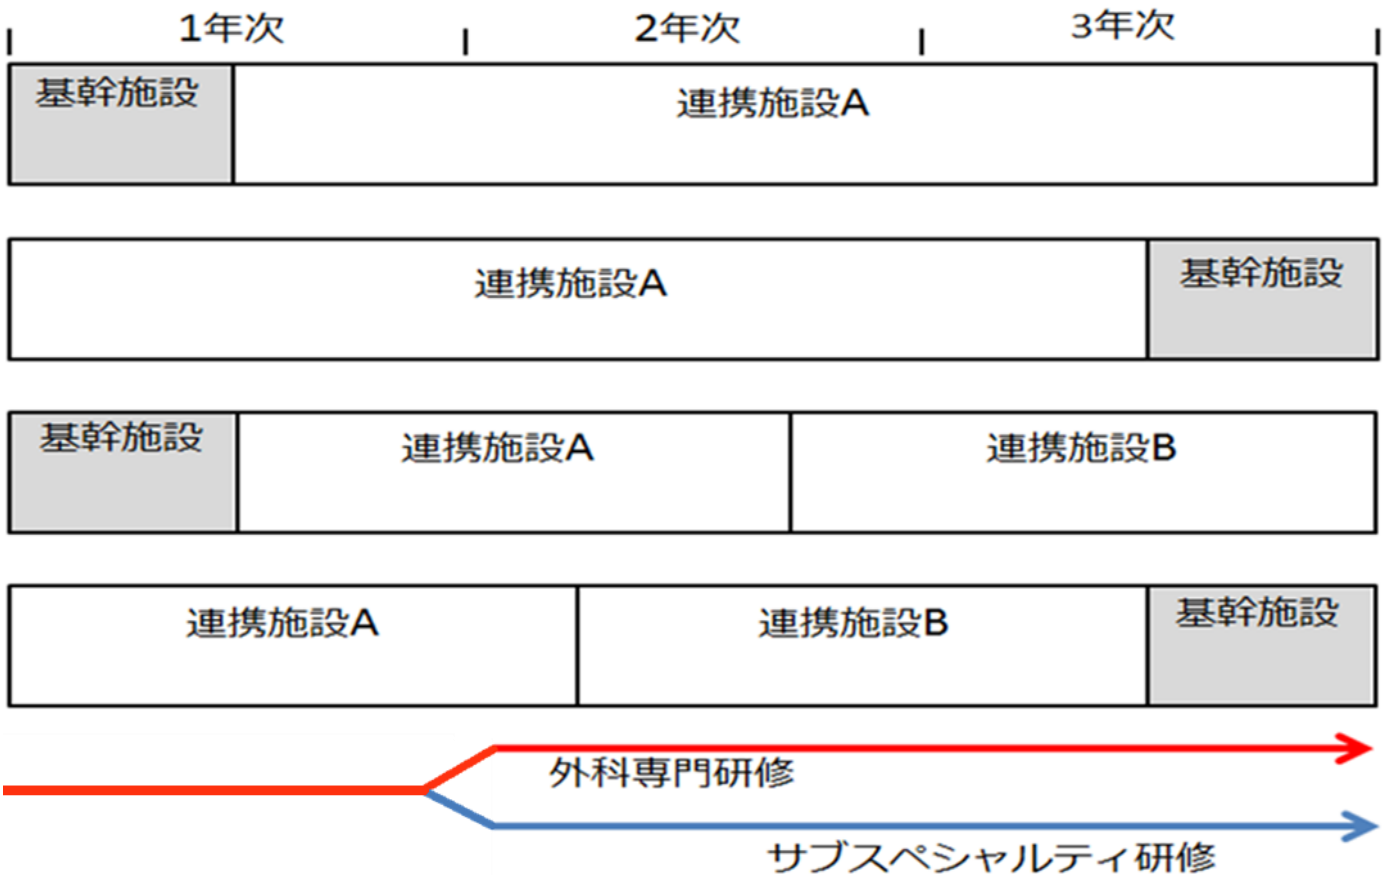 1年次 2年次 3年次
基幹施設 連携施設A
連携施設A 基幹施設
基幹施設 連携施設A 連携施設B
連携施設A 連携施設B 基幹施設
外科専門研修
サブスペシャルティ研修